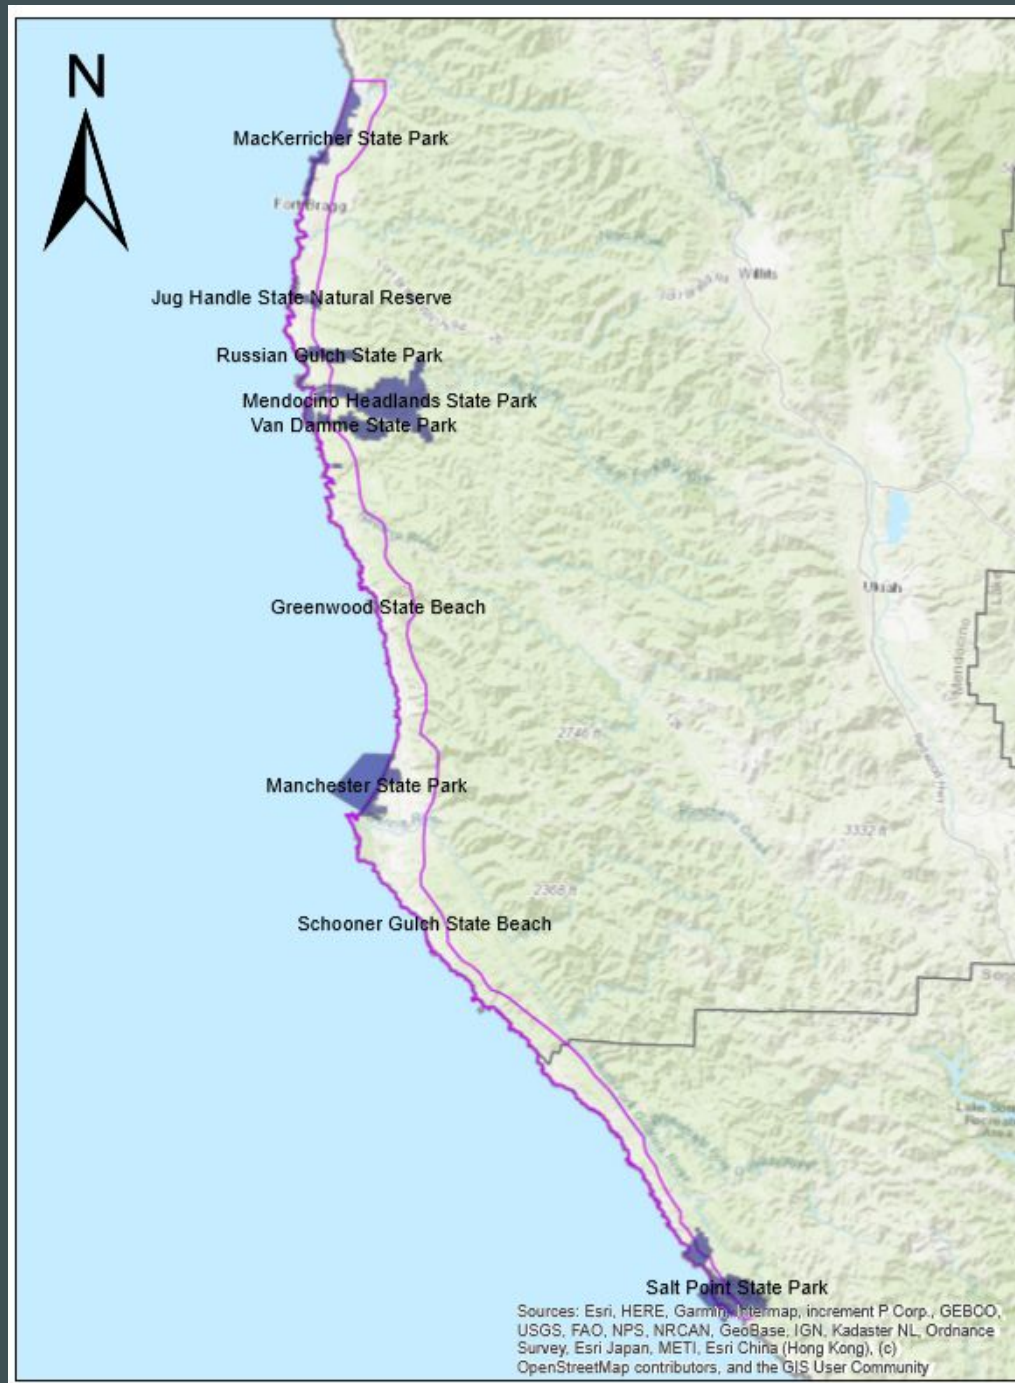 N
MacKerricher State Park
Fort Bragg
Willits
Jug Handle State Natural Reserve
Russian Gulch State Park
Mendocino Headlands State Park
Van Damme State Park
Ukiah
Greenwood State Beach
Mendocino
Lake
2746 ft
Redwood Hwy
Manchester State Park
3332 ft
2368 ft
Schooner Gulch State Beach
Salt Point State Park
Sources: Esri, HERE, Garmin, Intermap, increment P Corp., GEBCO,
USGS, FAO, NPS, NRCAN, GeoBase, IGN, Kadaster NL, Ordnance
Survey, Esri Japan, METI, Esri China (Hong Kong), (c)
OpenStreetMap contributors, and the GIS User Community